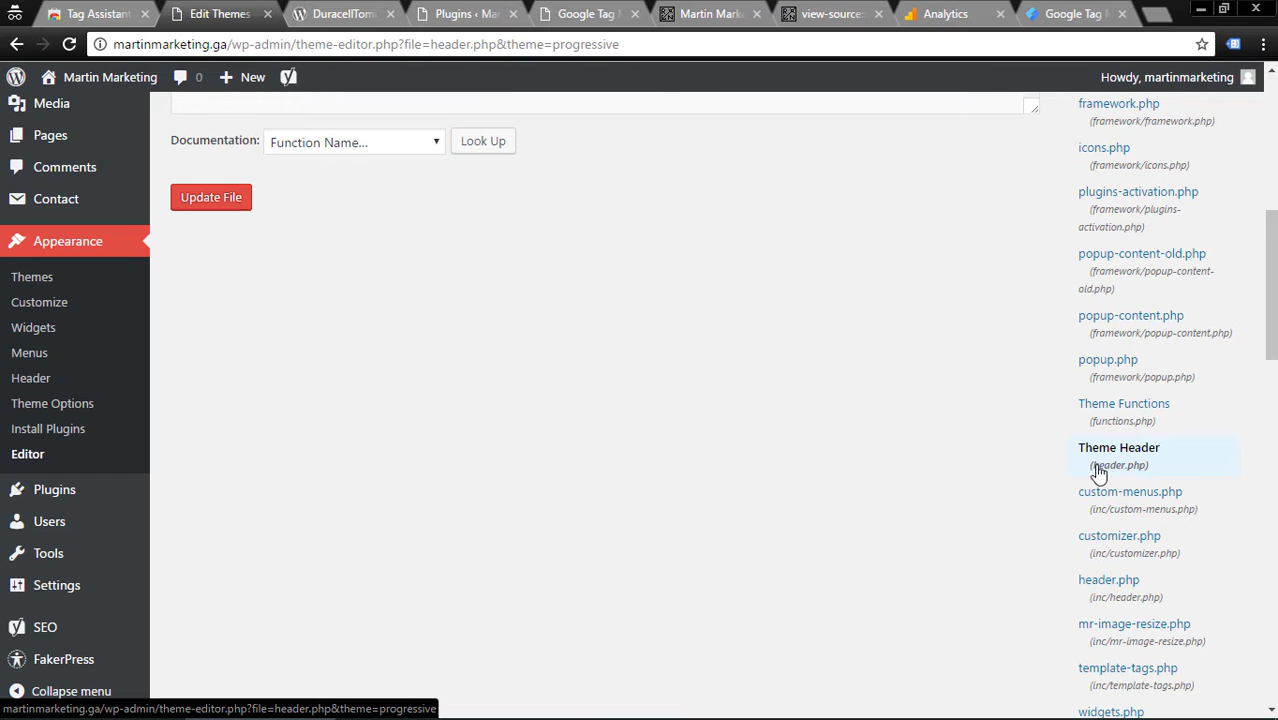 Tag Assistant
Edit Themes
DuracellTomi
Plugins ‹ Ma
Google Tag
Martin Mark
view-source:
Analytics
Google Tag M
martinmarketing.ga/wp-admin/theme-editor.php?file=header.php&theme=progressive
Martin Marketing
0
New
Howdy, martinmarketing
Media
Pages
Comments
Contact
Appearance
Themes
Customize
Widgets
Menus
Header
Theme Options
Install Plugins
Editor
Plugins
Users
Tools
Settings
SEO
FakerPress
Collapse menu
Documentation:
Function Name...
Look Up
Update File
framework.php
(framework/framework.php)
icons.php
(framework/icons.php)
plugins-activation.php
(framework/plugins-
activation.php)
popup-content-old.php
(framework/popup-content-
old.php)
popup-content.php
(framework/popup-content.php)
popup.php
(framework/popup.php)
Theme Functions
(functions.php)
Theme Header
(header.php)
custom-menus.php
(inc/custom-menus.php)
customizer.php
(inc/customizer.php)
header.php
(inc/header.php)
mr-image-resize.php
(inc/mr-image-resize.php)
template-tags.php
(inc/template-tags.php)
widgets.php
martinmarketing.ga/wp-admin/theme-editor.php?file=header.php&theme=progressive